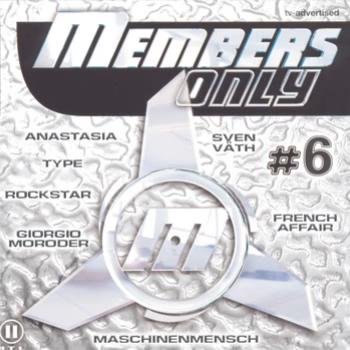 tv-advertised
MEMBERS
ONLY
ANASTASIA
SVEN
VÄTH
#6
TYPE
ROCKSTAR
GIORGIO
MORODER
FRENCH
AFFAIR
M
MASCHINENMENSCH